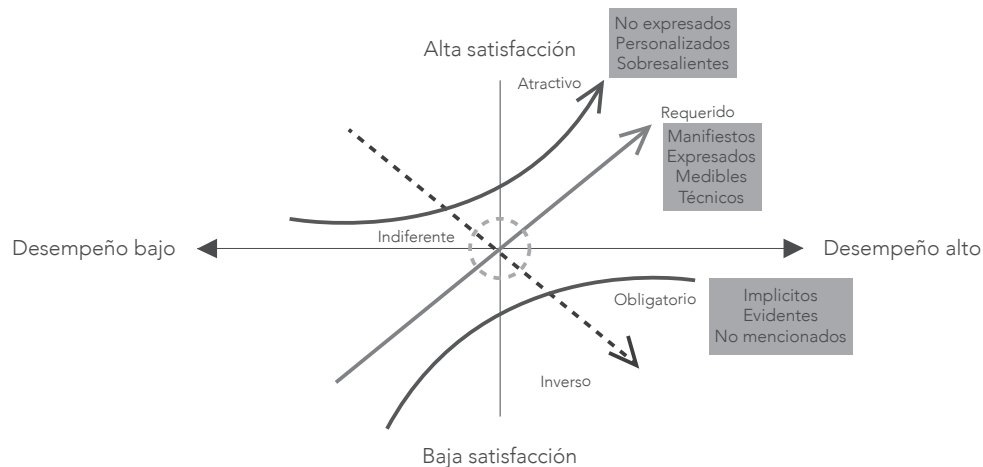 No expresados
Personalizados
Sobresalientes
Alta satisfacción
Atractivo
Requerido
Manifiestos
Expresados
Medibles
Técnicos
Indiferente
Desempeño bajo
Desempeño alto
Obligatorio
Implicitos
Evidentes
No mencionados
Inverso
Baja satisfacción